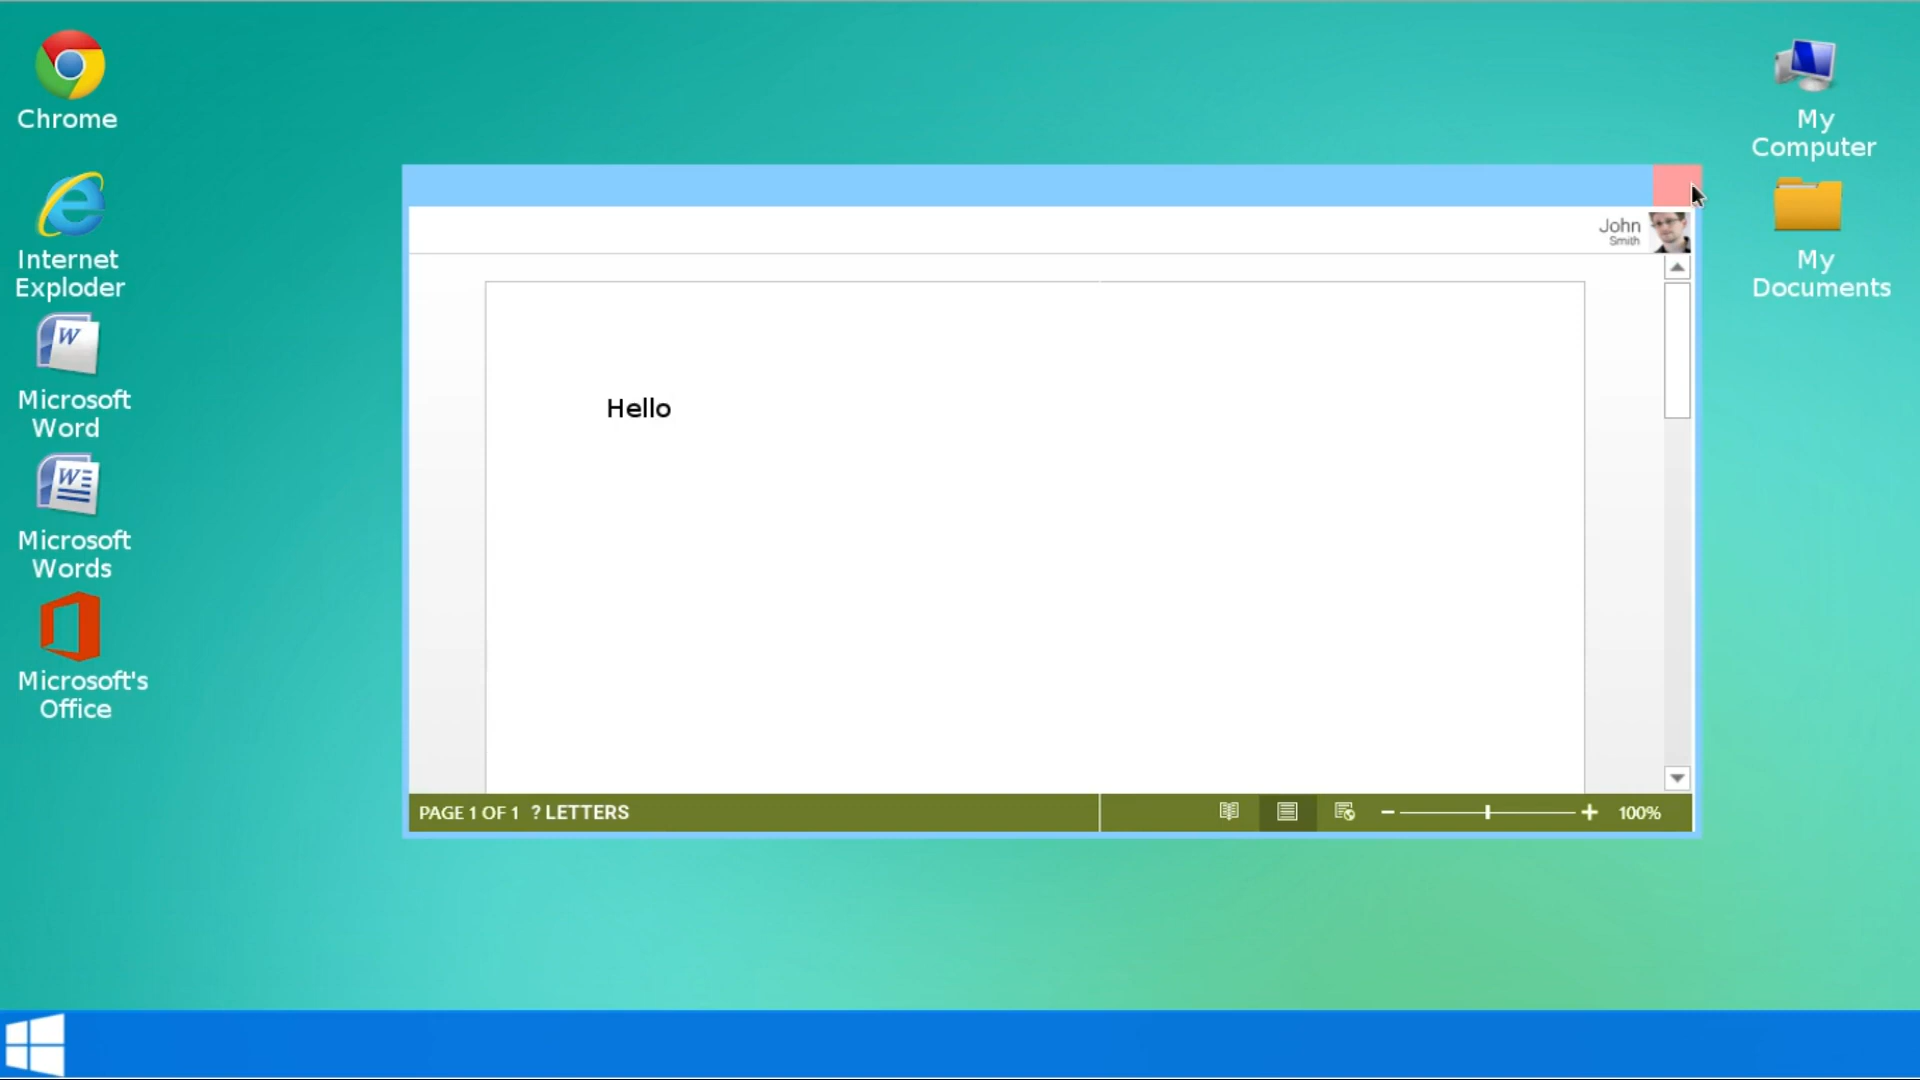 Chrome
Internet
Exploder
Microsoft
Word
Microsoft
Words
Microsoft's
Office
John
Smith
Hello
PAGE 1 OF 1 ? LETTERS
100%
My
Computer
My
Documents